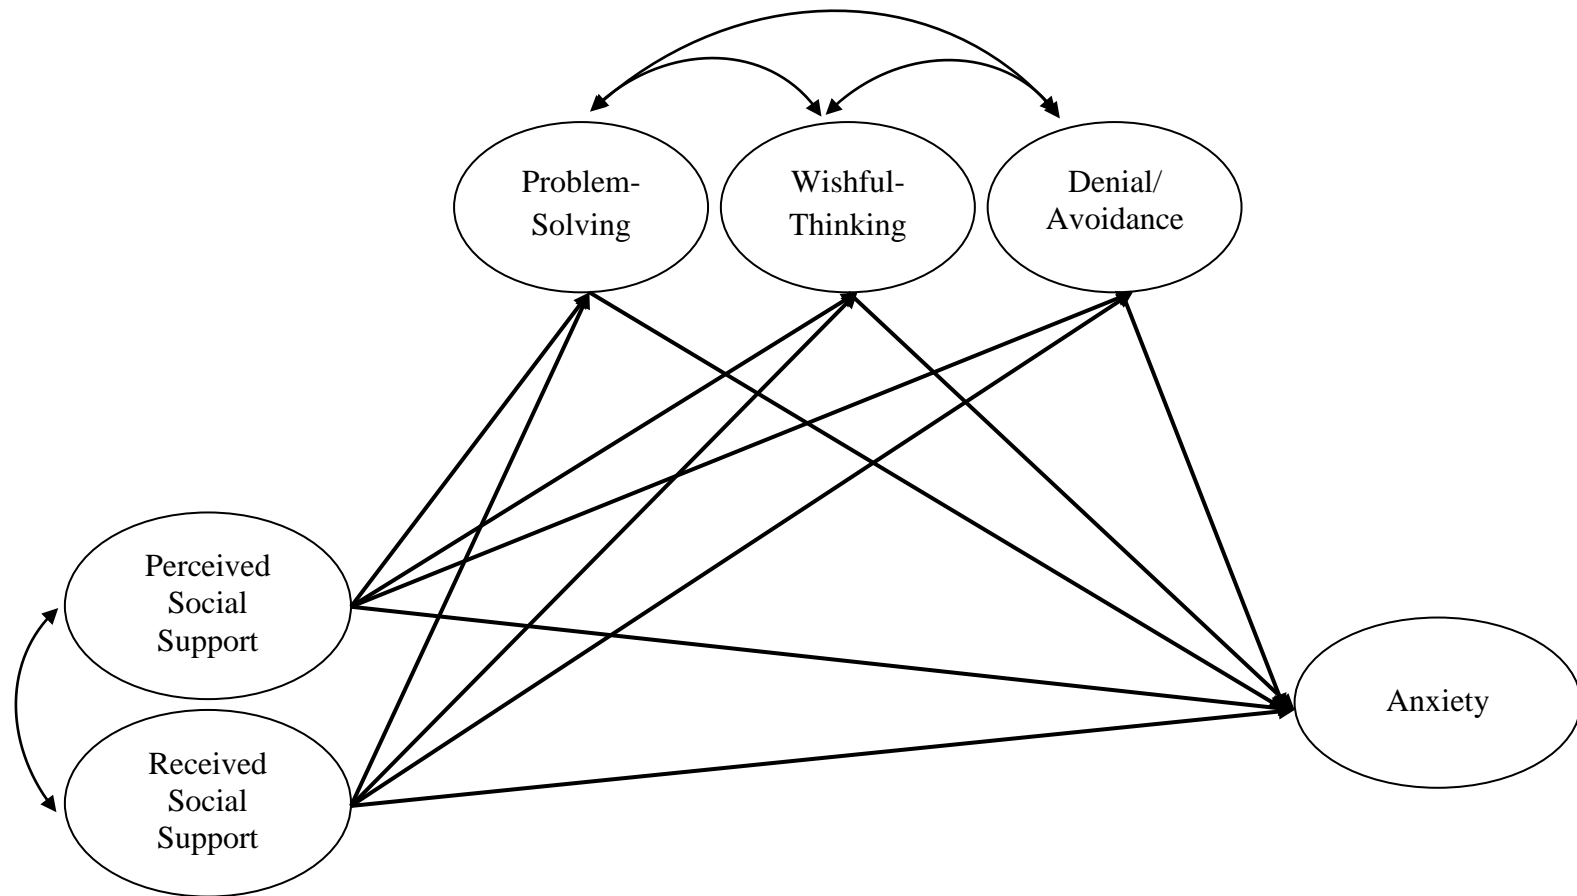 Problem-
Solving
Wishful-
Thinking
Denial/
Avoidance
Perceived
Social
Support
Received
Social
Support
Anxiety